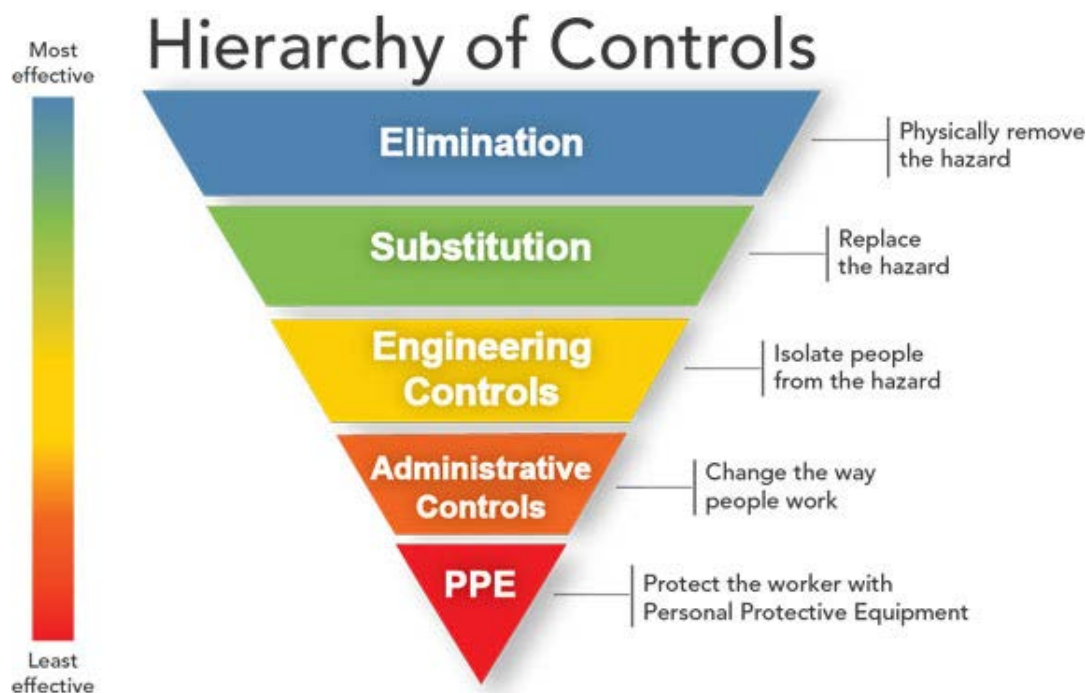 Hierarchy of Controls
Most
effective
Elimination
Physically remove
the hazard
Substitution
Replace
the hazard
Engineering
Controls
Isolate people
from the hazard
Administrative
Controls
Change the way
people work
PPE
Protect the worker with
Personal Protective Equipment
Least
effective